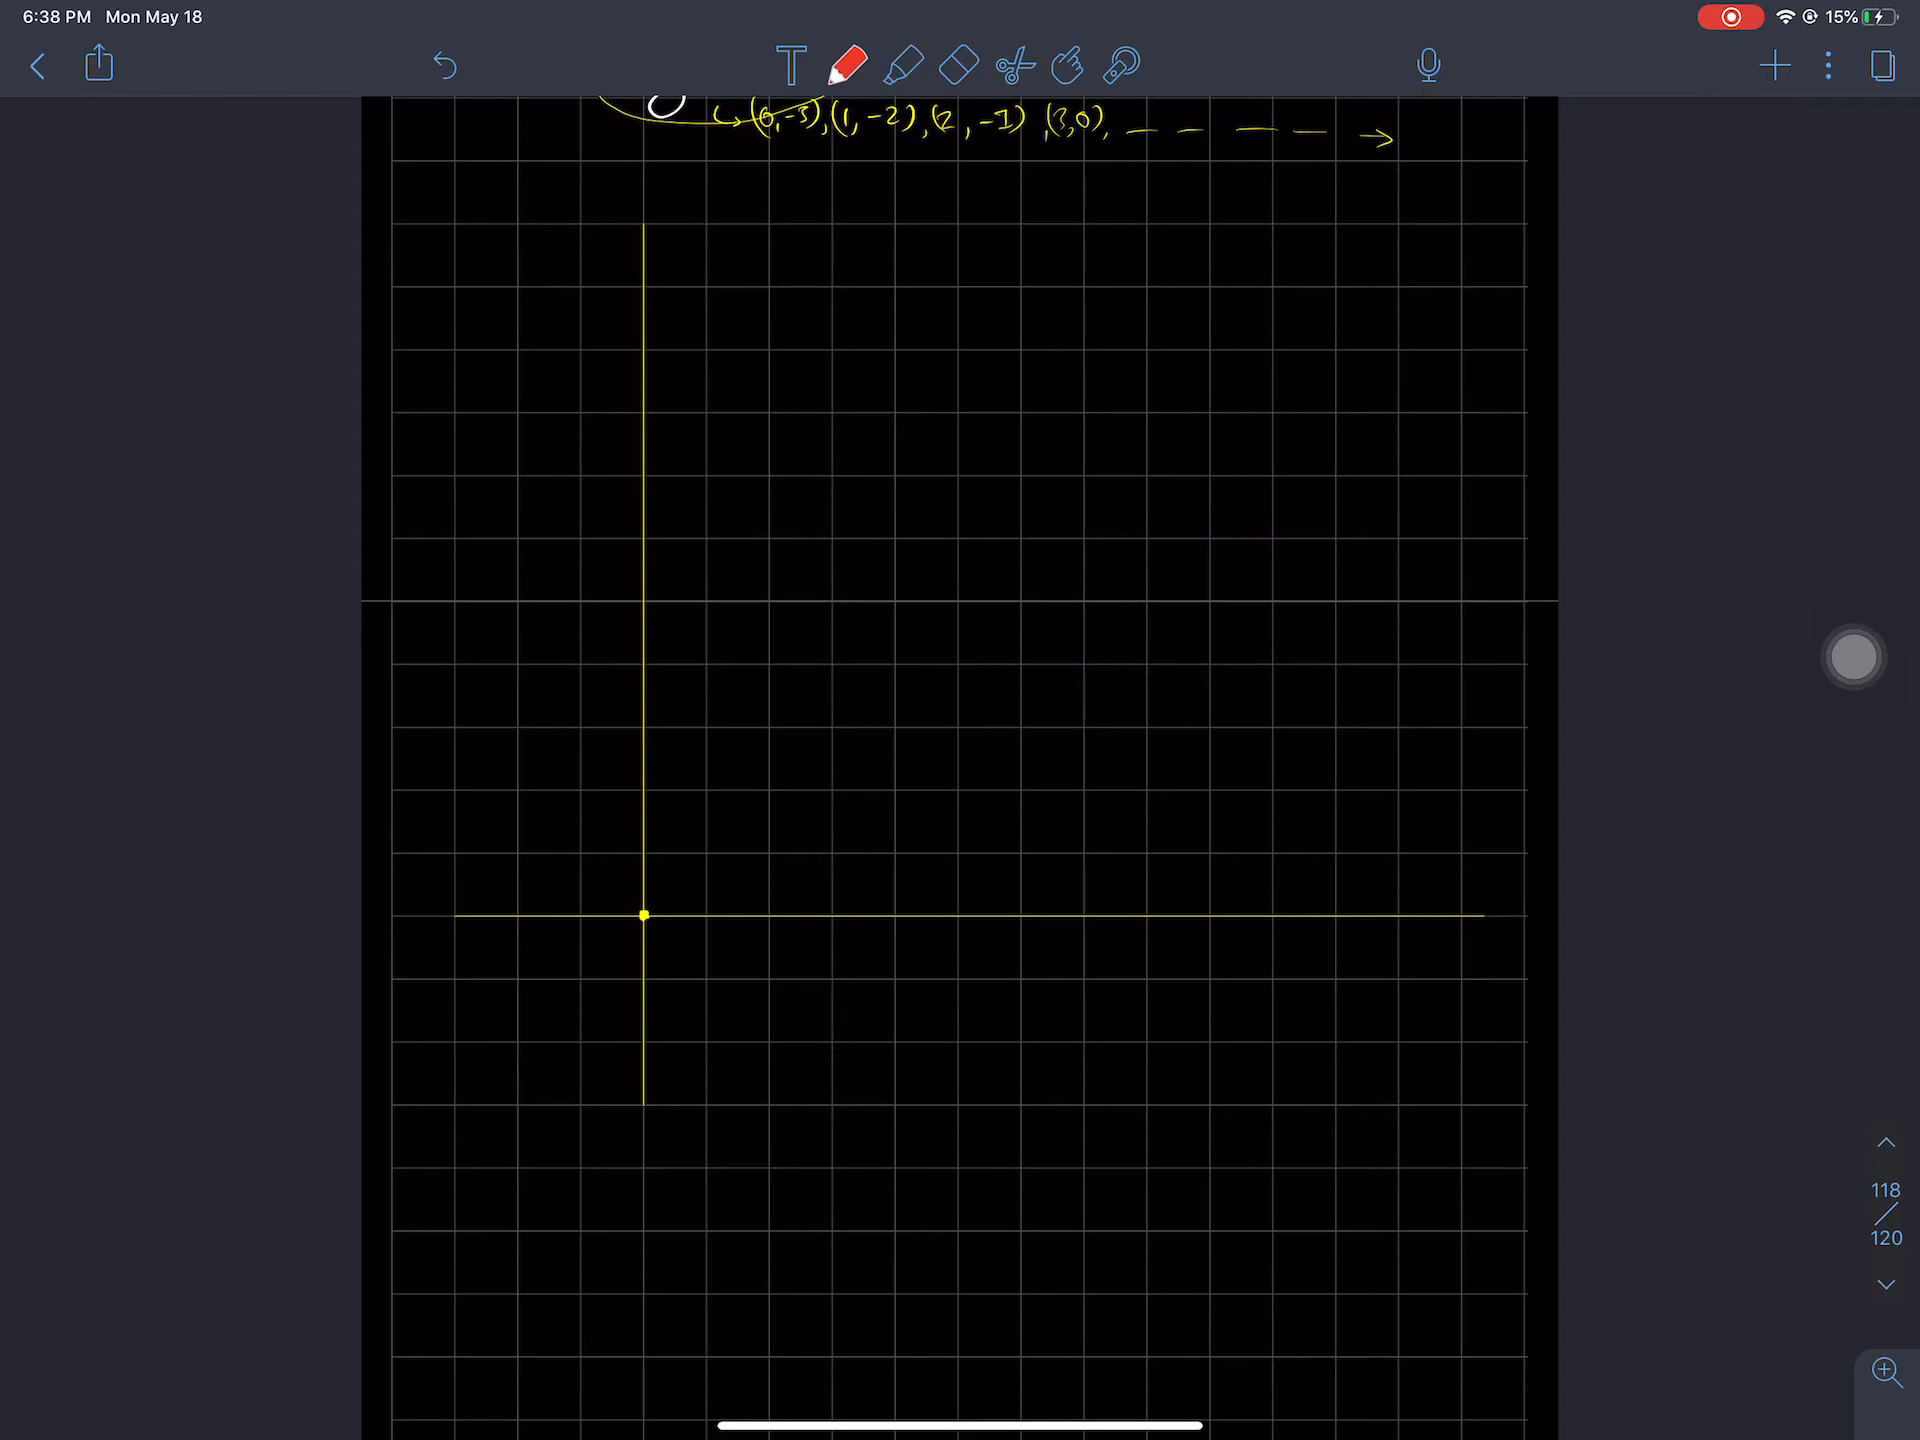 6:38 PM Mon May 18
15%
T
(0,-3),(1,-2),(2,-1),(3,0), — — — — →
118
120